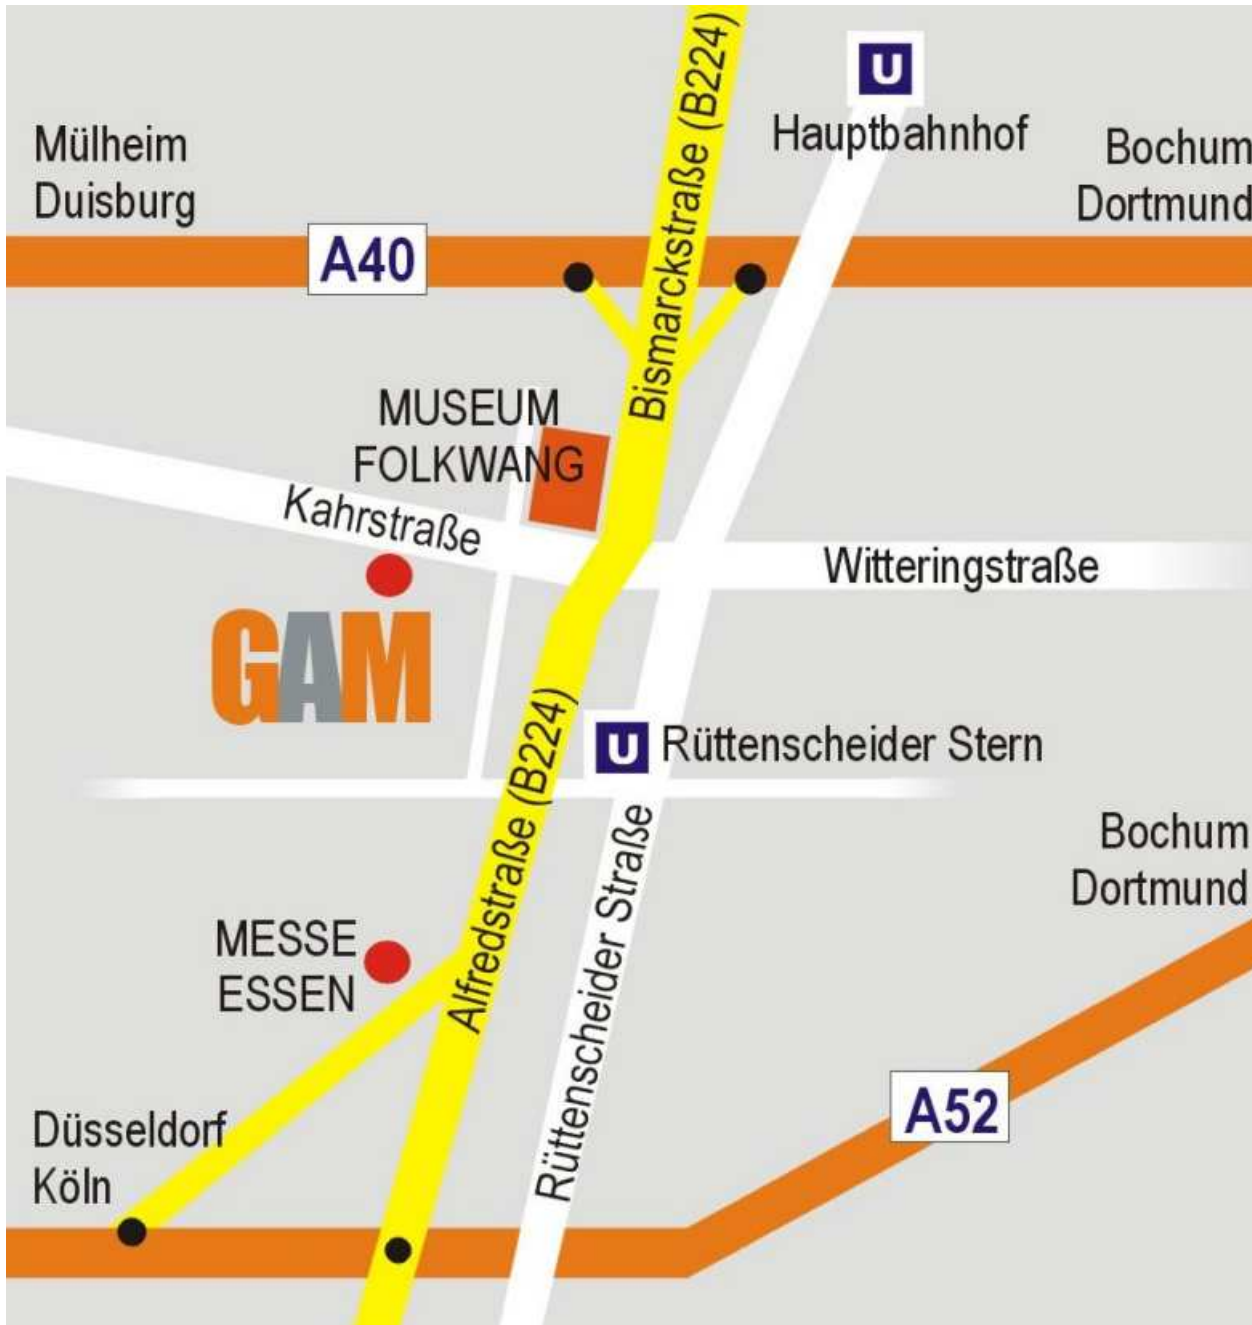 Bismarckstraße (B224)
U
Hauptbahnhof
Mülheim
Duisburg
Bochum
Dortmund
A40
MUSEUM
FOLKWANG
Kahrstraße
Witteringstraße
GAM
U
Rüttenscheider Stern
Alfredstraße (B224)
Rüttenscheider Straße
Bochum
Dortmund
MESSE
ESSEN
A52
Düsseldorf
Köln